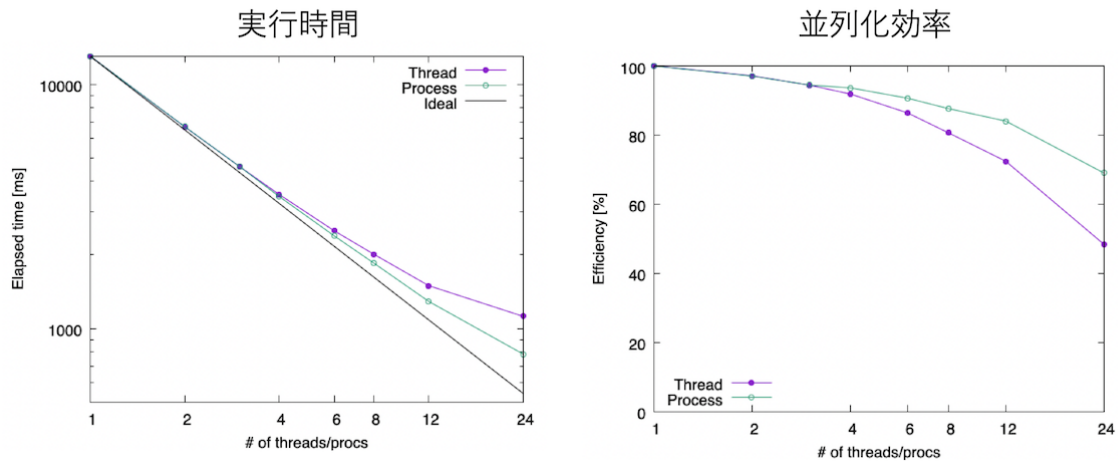 実行時間
Thread
Process
Ideal
10000
1000
Elapsed time [ms]
1 2 4 6 8 12 24
# of threads/procs
並列化効率
100
80
60
40
20
0
Efficiency [%]
Thread
Process
1 2 4 6 8 12 24
# of threads/procs